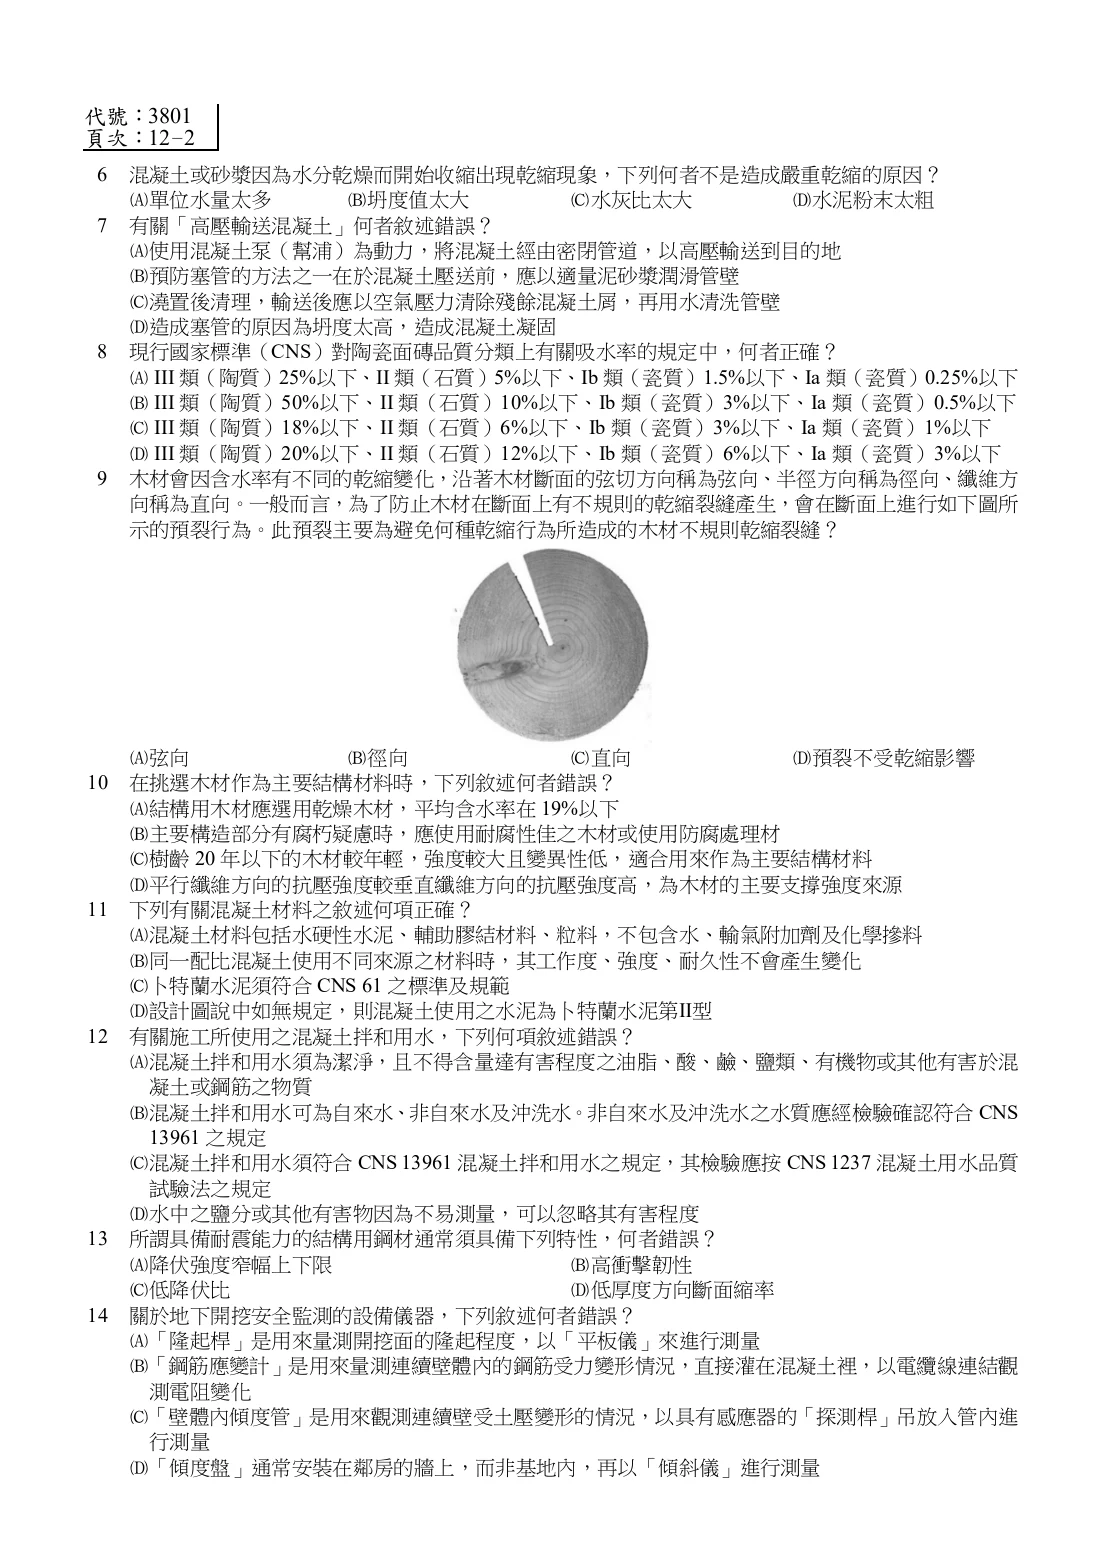 代號：3801
頁次：12-2
6 混凝土或砂漿因為水分乾燥而開始收縮出現乾縮現象，下列何者不是造成嚴重乾縮的原因？
(A)單位水量太多 (B)坍度值太大 (C)水灰比太大 (D)水泥粉末太粗
7 有關「高壓輸送混凝土」何者敘述錯誤？
(A)使用混凝土泵（幫浦）為動力，將混凝土經由密閉管道，以高壓輸送到目的地
(B)預防塞管的方法之一在於混凝土壓送前，應以適量泥砂漿潤滑管壁
(C)澆置後清理，輸送後應以空氣壓力清除殘餘混凝土屑，再用水清洗管壁
(D)造成塞管的原因為坍度太高，造成混凝土凝固
8 現行國家標準（CNS）對陶瓷面磚品質分類上有關吸水率的規定中，何者正確？
(A) III 類（陶質）25%以下、II 類（石質）5%以下、Ib 類（瓷質）1.5%以下、Ia 類（瓷質）0.25%以下
(B) III 類（陶質）50%以下、II 類（石質）10%以下、Ib 類（瓷質）3%以下、Ia 類（瓷質）0.5%以下
(C) III 類（陶質）18%以下、II 類（石質）6%以下、Ib 類（瓷質）3%以下、Ia 類（瓷質）1%以下
(D) III 類（陶質）20%以下、II 類（石質）12%以下、Ib 類（瓷質）6%以下、Ia 類（瓷質）3%以下
9 木材會因含水率有不同的乾縮變化，沿著木材斷面的弦切方向稱為弦向、半徑方向稱為徑向、纖維方
向稱為直向。一般而言，為了防止木材在斷面上有不規則的乾縮裂縫產生，會在斷面上進行如下圖所
示的預裂行為。此預裂主要為避免何種乾縮行為所造成的木材不規則乾縮裂縫？
(A)弦向 (B)徑向 (C)直向 (D)預裂不受乾縮影響
10 在挑選木材作為主要結構材料時，下列敘述何者錯誤？
(A)結構用木材應選用乾燥木材，平均含水率在 19%以下
(B)主要構造部分有腐朽疑慮時，應使用耐腐性佳之木材或使用防腐處理材
(C)樹齡 20 年以下的木材較年輕，強度較大且變異性低，適合用來作為主要結構材料
(D)平行纖維方向的抗壓強度較垂直纖維方向的抗壓強度高，為木材的主要支撐強度來源
11 下列有關混凝土材料之敘述何項正確？
(A)混凝土材料包括水硬性水泥、輔助膠結材料、粒料，不包含水、輸氣附加劑及化學摻料
(B)同一配比混凝土使用不同來源之材料時，其工作度、強度、耐久性不會產生變化
(C)卜特蘭水泥須符合 CNS 61 之標準及規範
(D)設計圖說中如無規定，則混凝土使用之水泥為卜特蘭水泥第II型
12 有關施工所使用之混凝土拌和用水，下列何項敘述錯誤？
(A)混凝土拌和用水須為潔淨，且不得含量達有害程度之油脂、酸、鹼、鹽類、有機物或其他有害於混
凝土或鋼筋之物質
(B)混凝土拌和用水可為自來水、非自來水及沖洗水。非自來水及沖洗水之水質應經檢驗確認符合 CNS
13961 之規定
(C)混凝土拌和用水須符合 CNS 13961 混凝土拌和用水之規定，其檢驗應按 CNS 1237 混凝土用水品質
試驗法之規定
(D)水中之鹽分或其他有害物因為不易測量，可以忽略其有害程度
13 所謂具備耐震能力的結構用鋼材通常須具備下列特性，何者錯誤？
(A)降伏強度窄幅上下限 (B)高衝擊韌性
(C)低降伏比 (D)低厚度方向斷面縮率
14 關於地下開挖安全監測的設備儀器，下列敘述何者錯誤？
(A)「隆起桿」是用來量測開挖面的隆起程度，以「平板儀」來進行測量
(B)「鋼筋應變計」是用來量測連續壁體內的鋼筋受力變形情況，直接灌在混凝土裡，以電纜線連結觀
測電阻變化
(C)「壁體內傾度管」是用來觀測連續壁受土壓變形的情況，以具有感應器的「探測桿」吊放入管內進
行測量
(D)「傾度盤」通常安裝在鄰房的牆上，而非基地內，再以「傾斜儀」進行測量